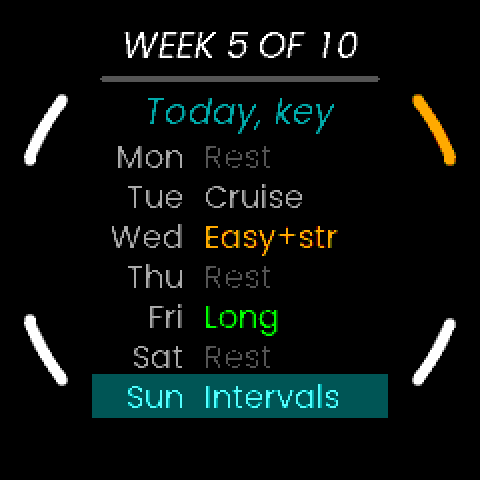 WEEK 5 OF 10
Today, key
Mon Rest
Tue Cruise
Wed Easy+str
Thu Rest
Fri Long
Sat Rest
Sun Intervals